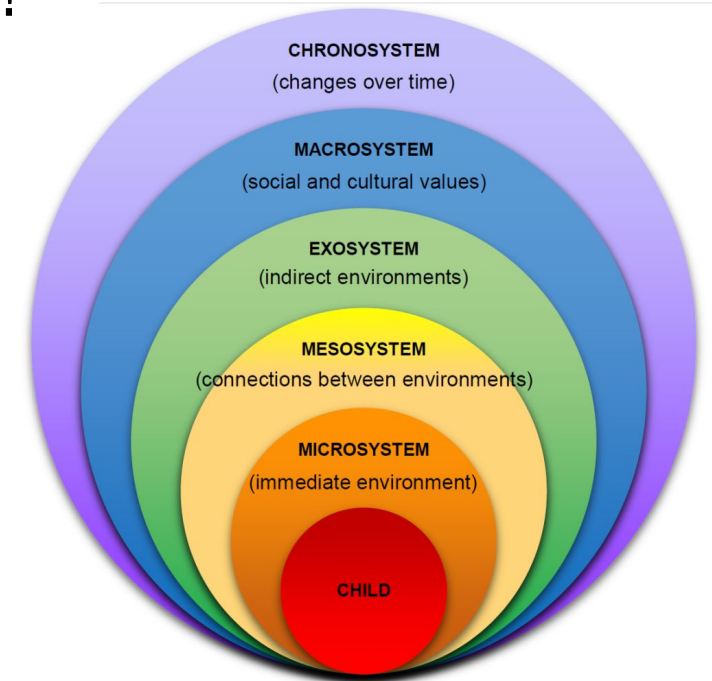 CHRONOSYSTEM
(changes over time)
MACROSYSTEM
(social and cultural values)
EXOSYSTEM
(indirect environments)
MESOSYSTEM
(connections between environments)
MICROSYSTEM
(immediate environment)
CHILD